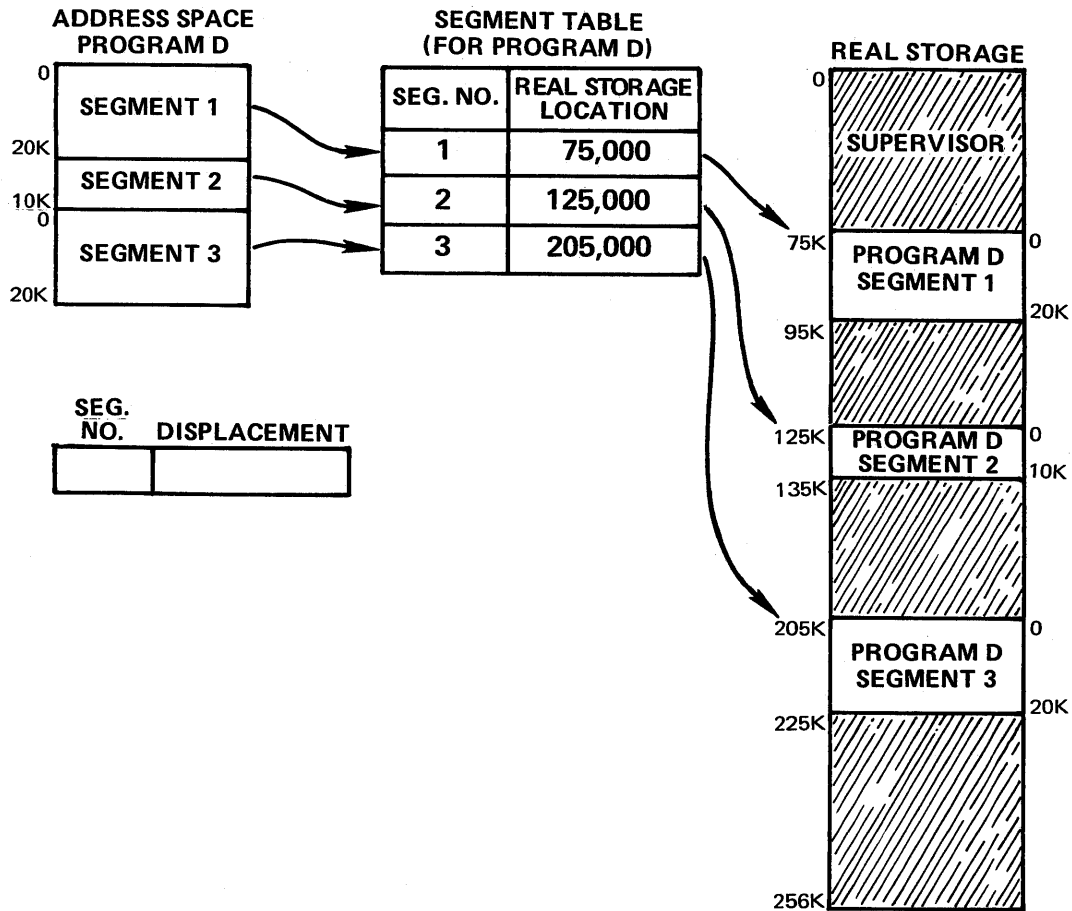 ADDRESS SPACE
PROGRAM D
0
SEGMENT 1
20K
SEGMENT 2
10K
0
SEGMENT 3
20K
SEGMENT TABLE
(FOR PROGRAM D)
SEG. NO. REAL STORAGE LOCATION
1 75,000
2 125,000
3 205,000
SEG.
NO. DISPLACEMENT
REAL STORAGE
0
SUPERVISOR
75K 0
PROGRAM D
SEGMENT 1
20K
95K
125K 0
PROGRAM D
SEGMENT 2
10K
135K
205K 0
PROGRAM D
SEGMENT 3
20K
225K
256K